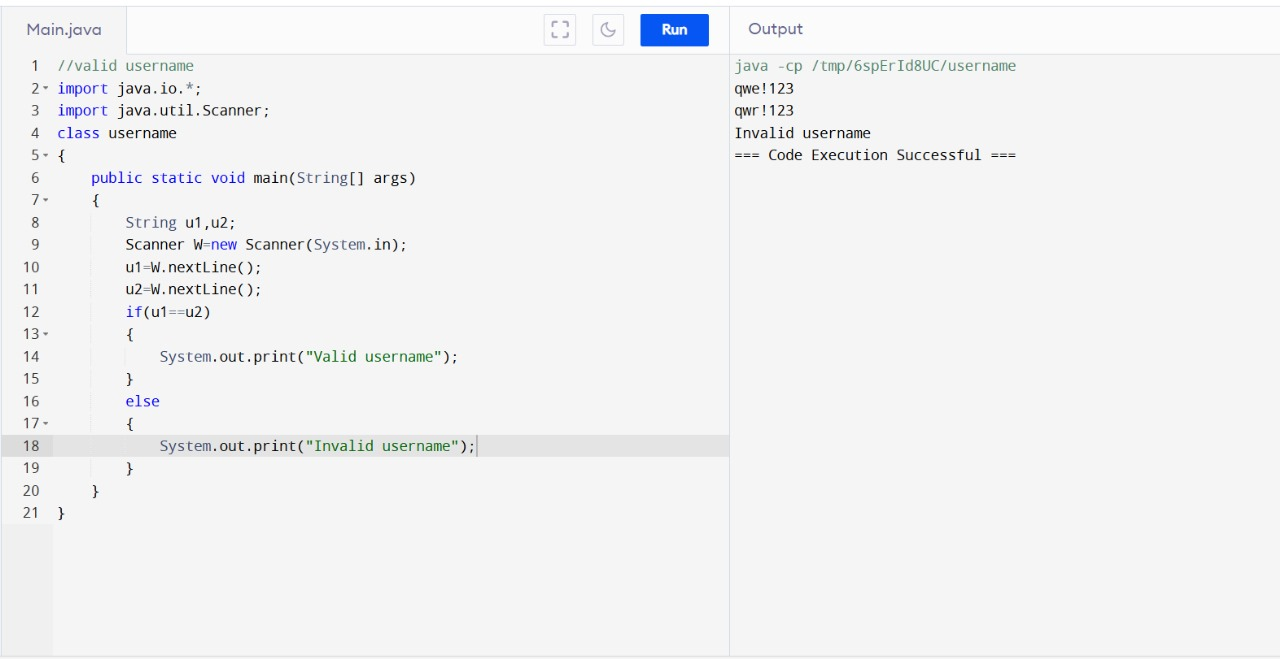 Main.java
Run
Output
1 //valid username
2 import java.io.*;
3 import java.util.Scanner;
4 class username
5 {
6 public static void main(String[] args)
7 {
8 String u1,u2;
9 Scanner W=new Scanner(System.in);
10 u1=W.nextLine();
11 u2=W.nextLine();
12 if(u1==u2)
13 {
14 System.out.print("Valid username");
15 }
16 else
17 {
18 System.out.print("Invalid username");
19 }
20 }
21 }
java -cp /tmp/6spErId8UC/username
qwe!123
qwr!123
Invalid username
=== Code Execution Successful ===